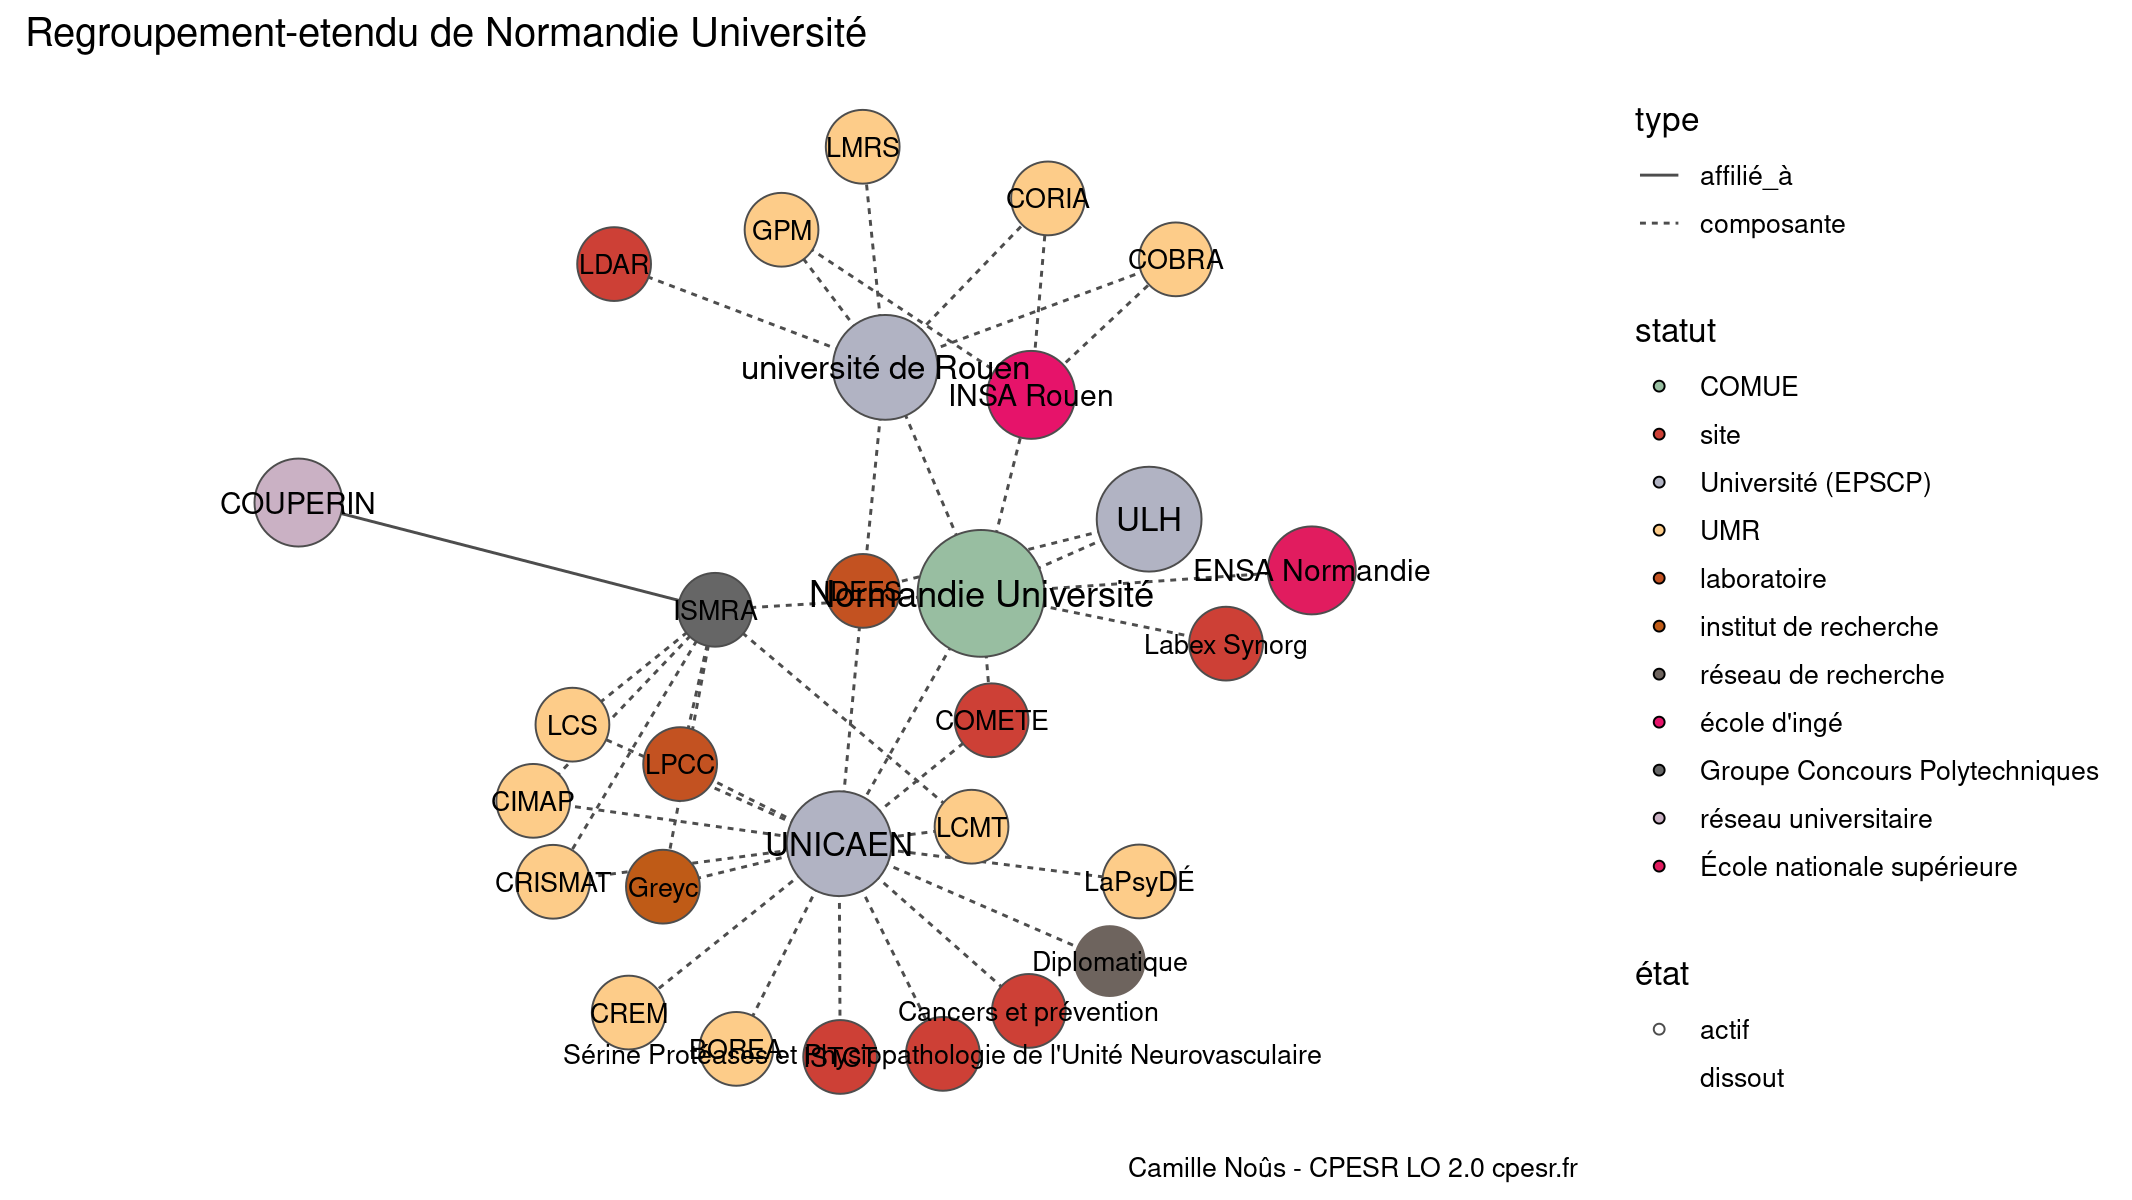 Regroupement-etendu de Normandie Université
LMRS
CORIA
GPM
COBRA
LDAR
université de Rouen
INSA Rouen
COUPERIN
ULH
ENSA Normandie
Normandie Université
ISMRA
Labex Synorg
COMETE
LCS
LPCC
CIMAP
LCMT
UNICAEN
CRISMAT
Greyc
LaPsyDÉ
Diplomatique
CREM
Cancers et prévention
BOREA
Sérine Protéases et Physiopathologie de l'Unité Neurovasculaire
type
affilié_à
composante
statut
COMUE
site
Université (EPSCP)
UMR
laboratoire
institut de recherche
réseau de recherche
école d'ingé
Groupe Concours Polytechniques
réseau universitaire
École nationale supérieure
état
actif
dissout
Camille Noûs - CPESR LO 2.0 cpesr.fr